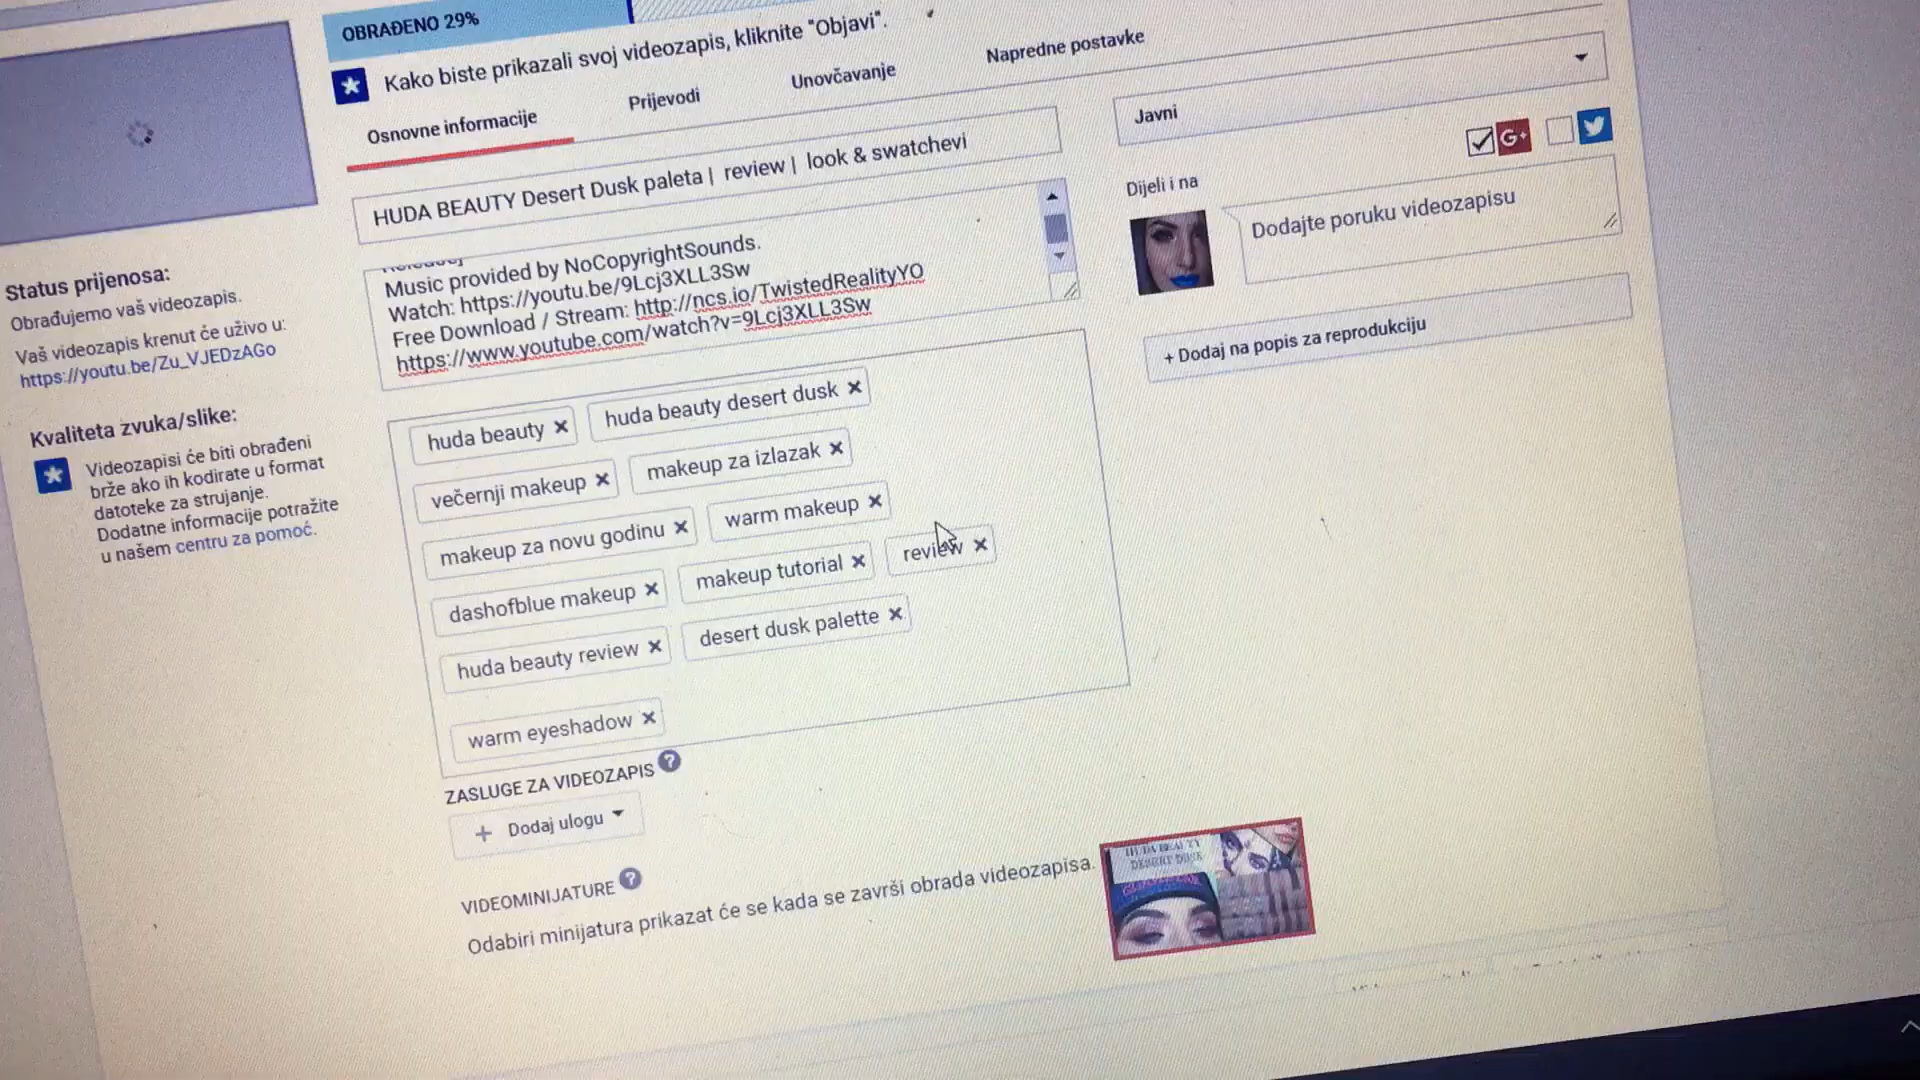 OBRAĐENO 29%
Kako biste prikazali svoj videozapis, kliknite "Objavi".
Osnovne informacije
Prijevodi
Unovčavanje
Napredne postavke
HUDA BEAUTY Desert Dusk paleta | review | look & swatchevi
Music provided by NoCopyrightSounds.
Watch: https://youtu.be/9Lcj3XLL3Sw
Free Download / Stream: http://ncs.io/TwistedRealityYO
https://www.youtube.com/watch?v=9Lcj3XLL3Sw
huda beauty ×
huda beauty desert dusk ×
večernji makeup ×
makeup za izlazak ×
makeup za novu godinu ×
warm makeup ×
dashofblue makeup ×
makeup tutorial ×
review ×
huda beauty review ×
desert dusk palette ×
warm eyeshadow ×
ZASLUGE ZA VIDEOZAPIS ?
+ Dodaj ulogu
VIDEOMINIJATURE ?
Odabiri minijatura prikazat će se kada se završi obrada videozapisa.
HUDA BEAUTY
DESERT DUSK
Status prijenosa:
Obrađujemo vaš videozapis.
Vaš videozapis krenut će uživo u:
https://youtu.be/Zu_VJEDzAGo
Kvaliteta zvuka/slike:
Videozapisi će biti obrađeni
brže ako ih kodirate u format
datoteke za strujanje.
Dodatne informacije potražite
u našem centru za pomoć.
Javni
G+
Dijeli i na
Dodajte poruku videozapisu
+ Dodaj na popis za reprodukciju